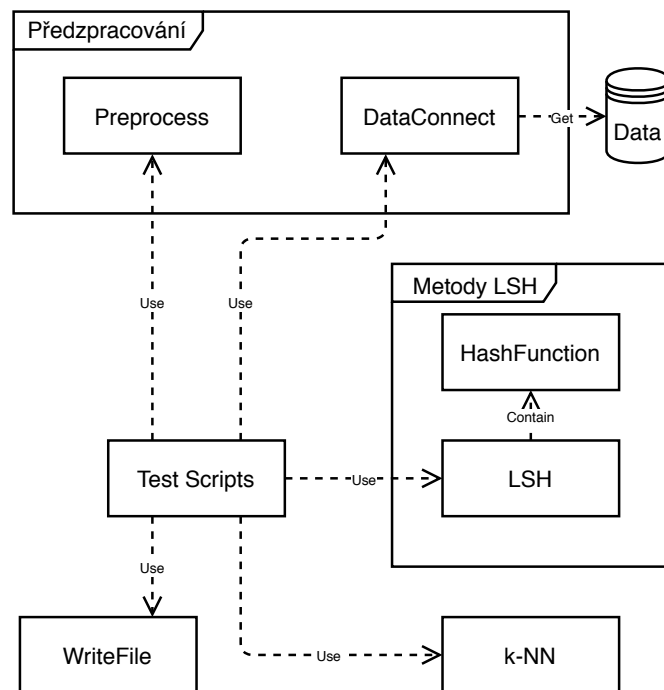 Předzpracování
Preprocess
DataConnect
Get
Data
Use
Use
Metody LSH
HashFunction
Contain
Test Scripts
Use
LSH
Use
WriteFile
Use
k-NN